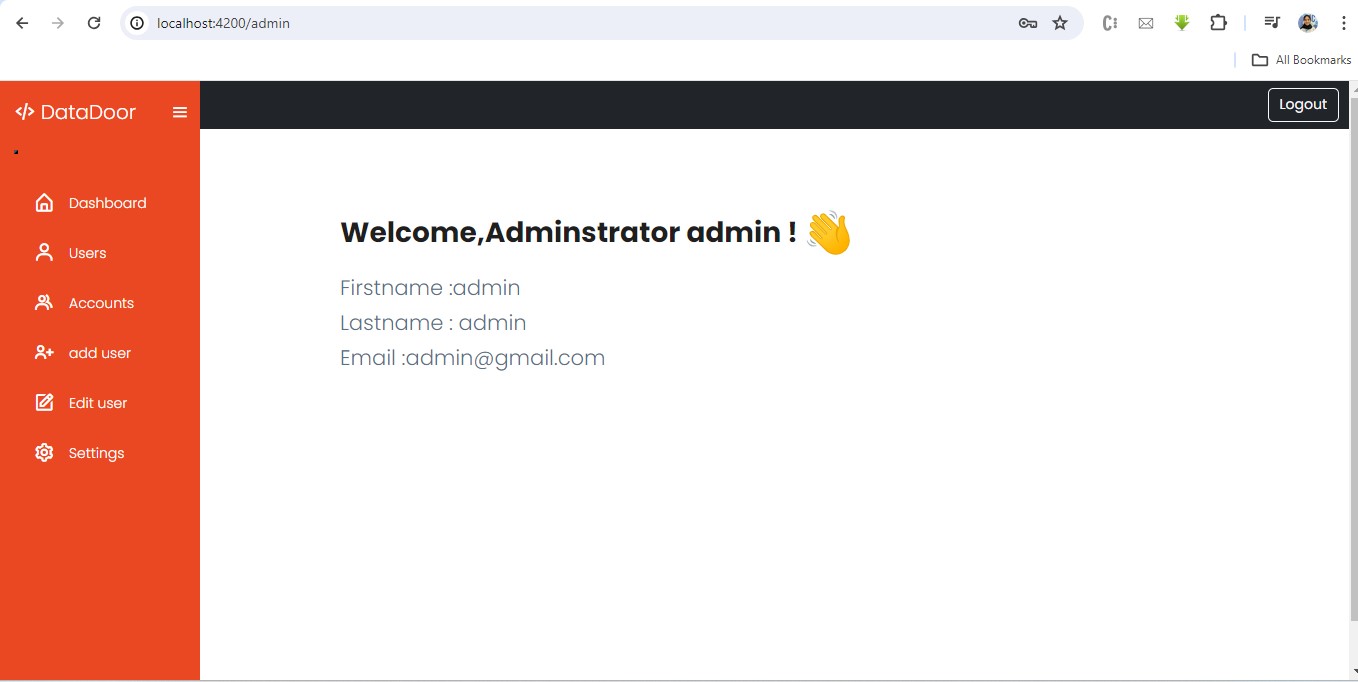 localhost:4200/admin
All Bookmarks
DataDoor
Logout
Dashboard
Users
Accounts
add user
Edit user
Settings
Welcome,Adminstrator admin !
Firstname :admin
Lastname : admin
Email :admin@gmail.com